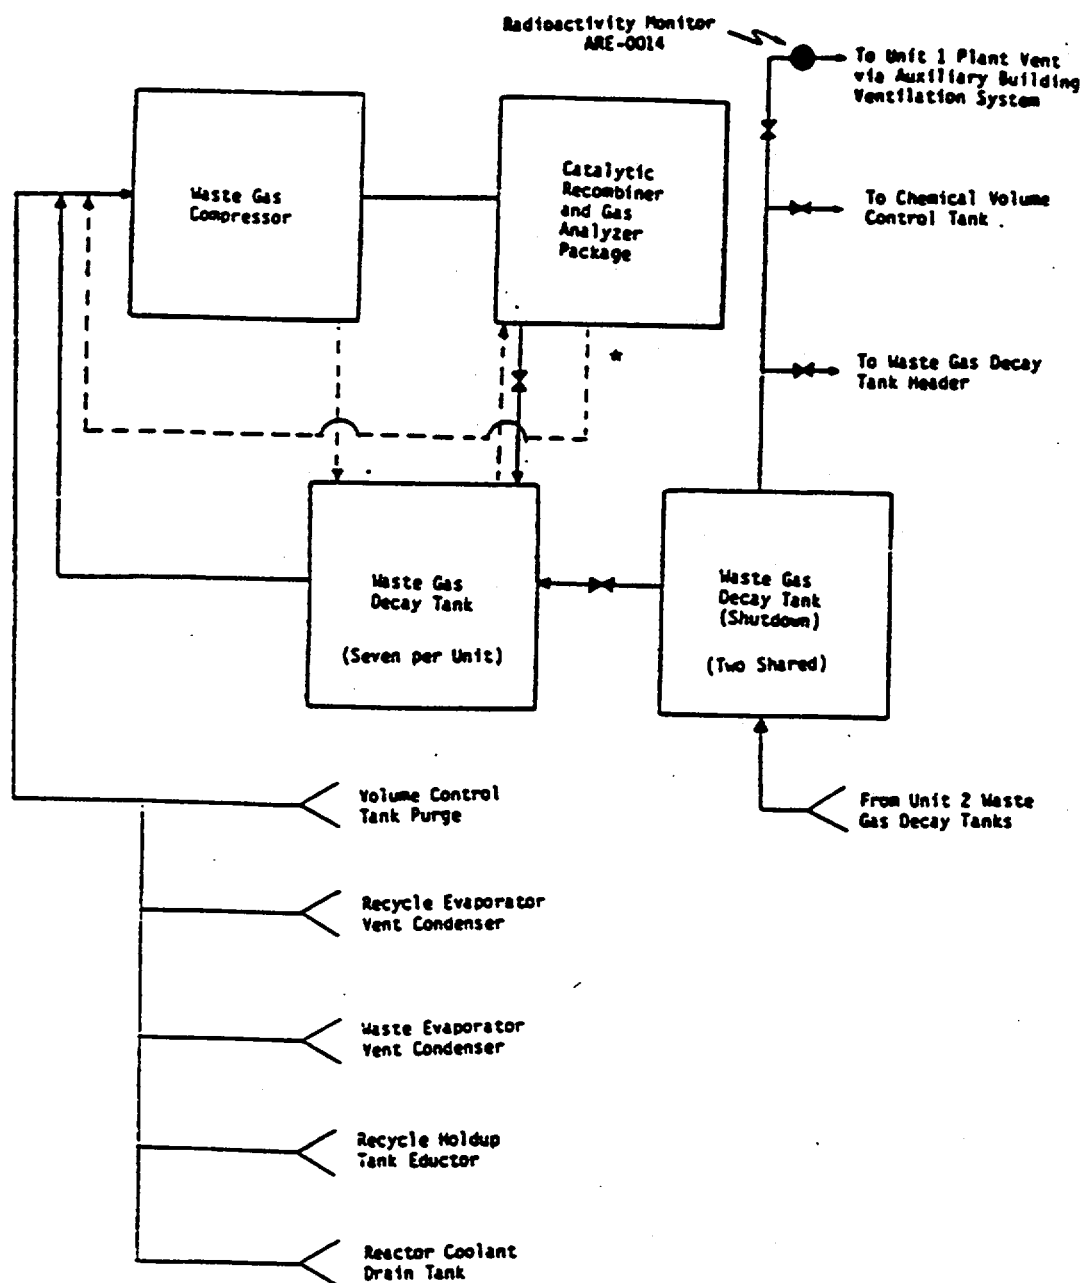 Radioactivity Monitor
ARE-0014
To Unit 1 Plant Vent
via Auxiliary Building
Ventilation System
Waste Gas
Compressor
Catalytic
Recombiner
and Gas
Analyzer
Package
To Chemical Volume
Control Tank
*
To Waste Gas Decay
Tank Header
Waste Gas
Decay Tank
(Seven per Unit)
Waste Gas
Decay Tank
(Shutdown)
(Two Shared)
Volume Control
Tank Purge
From Unit 2 Waste
Gas Decay Tanks
Recycle Evaporator
Vent Condenser
Waste Evaporator
Vent Condenser
Recycle Holdup
Tank Eductor
Reactor Coolant
Drain Tank